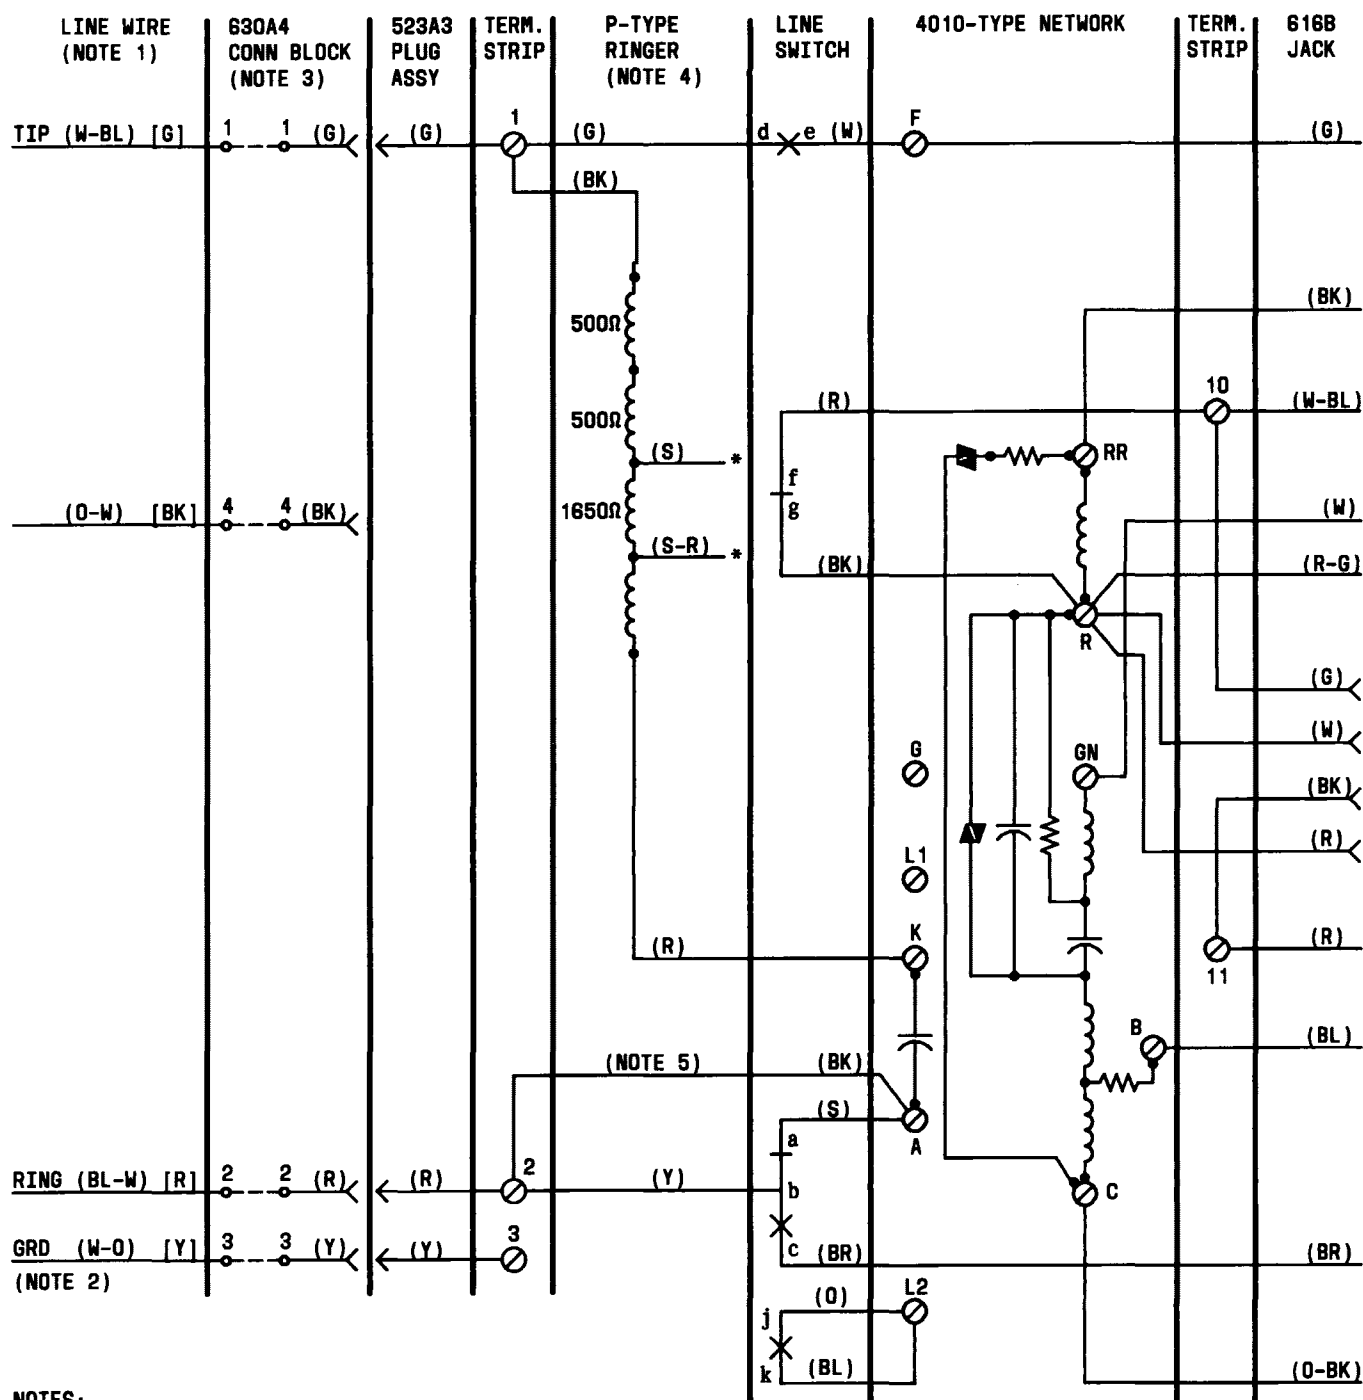 LINE WIRE
(NOTE 1)
630A4
CONN BLOCK
(NOTE 3)
523A3
PLUG
ASSY
TERM.
STRIP
P-TYPE
RINGER
(NOTE 4)
LINE
SWITCH
4010-TYPE NETWORK
TERM.
STRIP
616B
JACK
TIP (W-BL) [G] 1 1 (G) (G) 1 (G) d e (W) F (G)
(BK)
(BK)
500Ω
(R) 10 (W-BL)
500Ω
(S) * RR
f
g
1650Ω
(O-W) [BK] 4 4 (BK) (W)
(S-R) * (BK) (R-G)
R
(G)
(W)
G GN
(BK)
L1 (R)
K
(R) (R)
11
B (BL)
(NOTE 5) (BK)
(S)
a A
RING (BL-W) [R] 2 2 (R) (R) 2 (Y) b C
GRD (W-O) [Y] 3 3 (Y) (Y) 3 c (BR) (BR)
(NOTE 2)
(O) L2
j
k (BL) (O-BK)
NOTES: